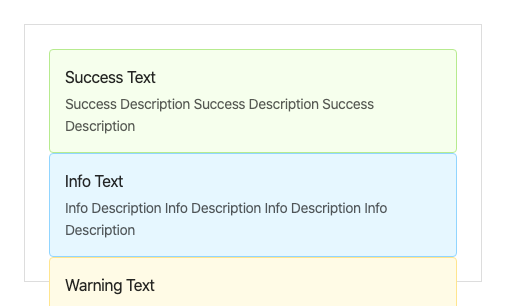 Success Text
Success Description Success Description Success
Description
Info Text
Info Description Info Description Info Description Info
Description
Warning Text